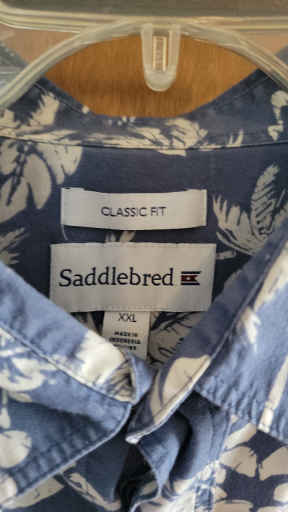 CLASSIC FIT
Saddlebred
XXL
MADE IN
INDONESIA